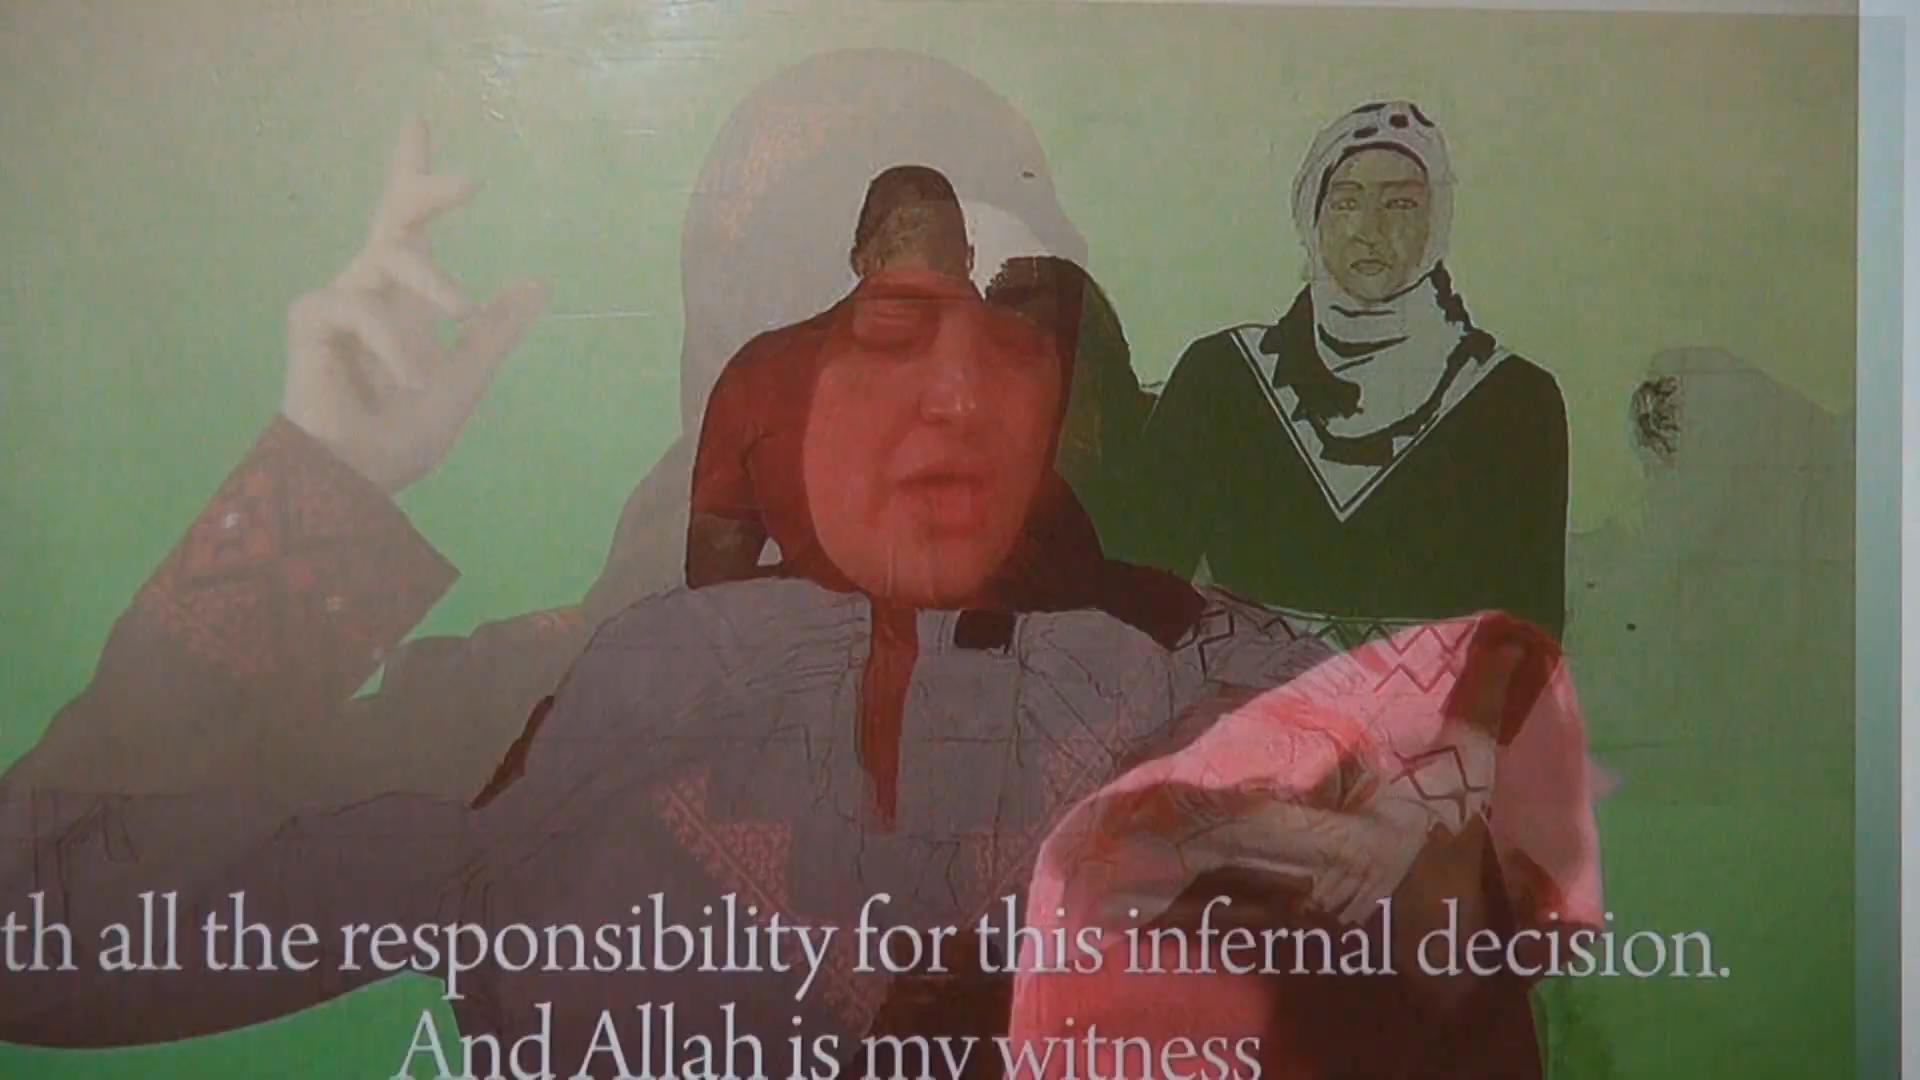 th all the responsibility for this infernal decision.
And Allah is my witness